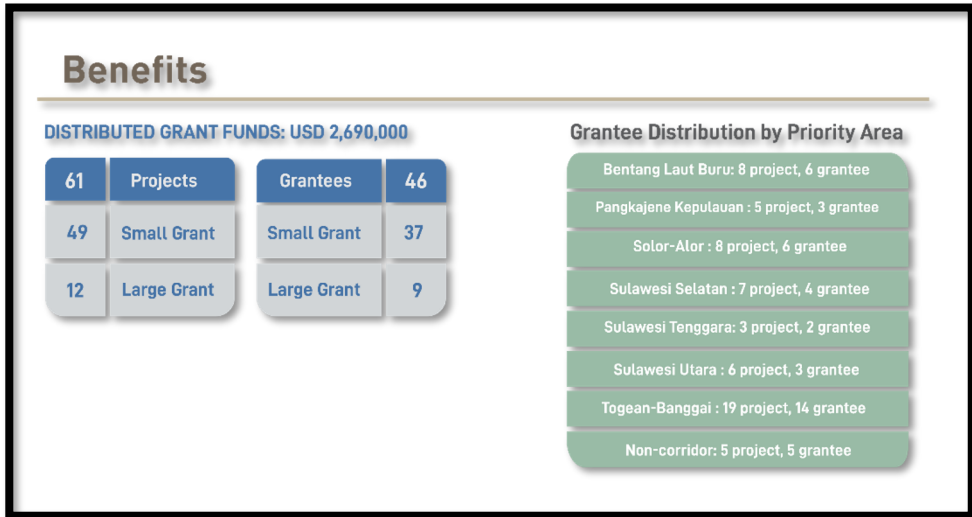 Benefits
DISTRIBUTED GRANT FUNDS: USD 2,690,000
61 Projects
49 Small Grant
12 Large Grant
Grantees 46
Small Grant 37
Large Grant 9
Grantee Distribution by Priority Area
Bentang Laut Buru: 8 project, 6 grantee
Pangkajene Kepulauan : 5 project, 3 grantee
Solor-Alor : 8 project, 6 grantee
Sulawesi Selatan : 7 project, 4 grantee
Sulawesi Tenggara: 3 project, 2 grantee
Sulawesi Utara : 6 project, 3 grantee
Togean-Banggai : 19 project, 14 grantee
Non-corridor: 5 project, 5 grantee